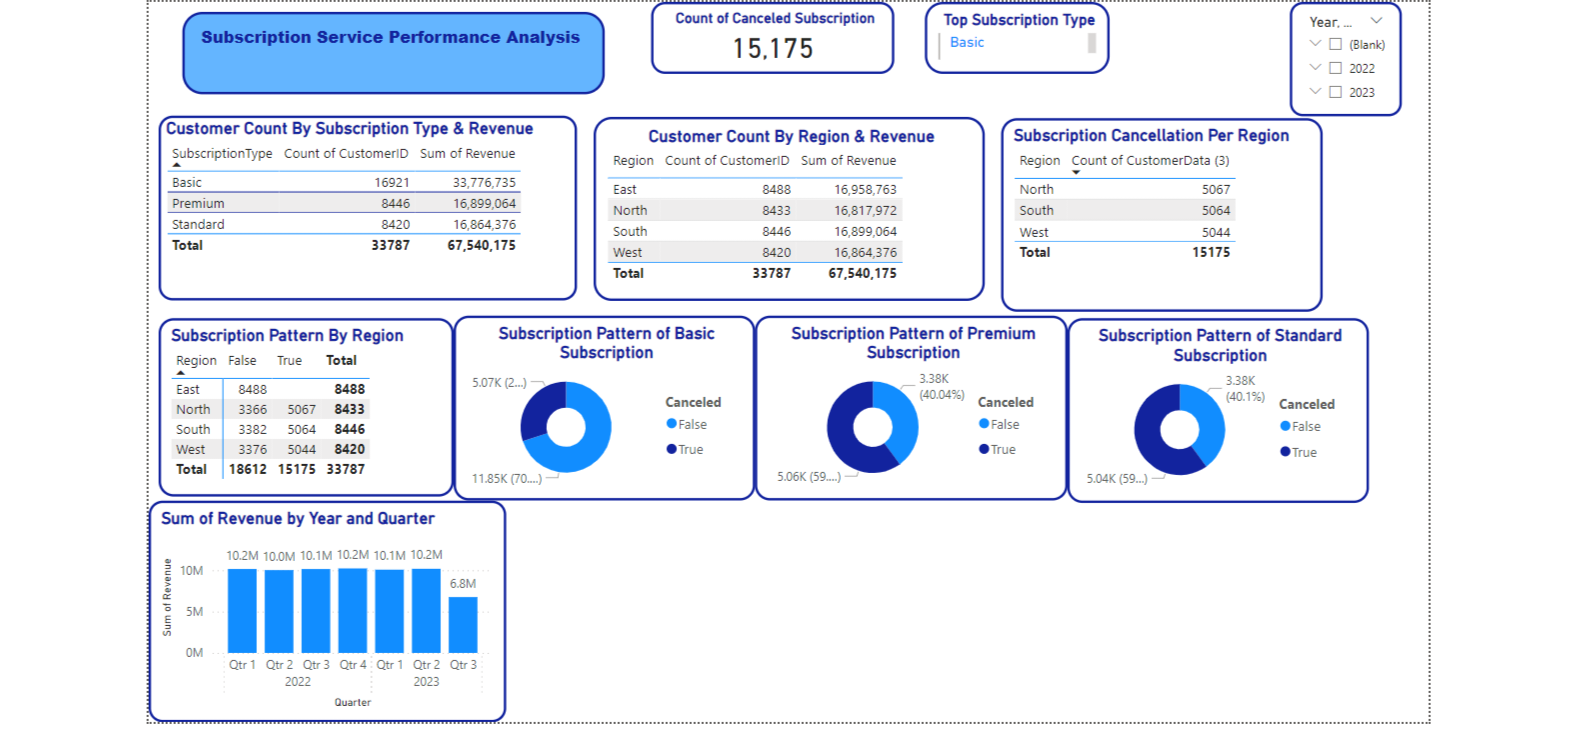 Subscription Service Performance Analysis
Count of Canceled Subscription
15,175
Top Subscription Type
Basic
Year, ...
(Blank)
2022
2023
Customer Count By Subscription Type & Revenue
SubscriptionType Count of CustomerID Sum of Revenue
Basic 16921 33,776,735
Premium 8446 16,899,064
Standard 8420 16,864,376
Total 33787 67,540,175
Customer Count By Region & Revenue
Region Count of CustomerID Sum of Revenue
East 8488 16,958,763
North 8433 16,817,972
South 8446 16,899,064
West 8420 16,864,376
Total 33787 67,540,175
Subscription Cancellation Per Region
Region Count of CustomerData (3)
North 5067
South 5064
West 5044
Total 15175
Subscription Pattern By Region
Region False True Total
East 8488 8488
North 3366 5067 8433
South 3382 5064 8446
West 3376 5044 8420
Total 18612 15175 33787
Subscription Pattern of Basic
Subscription
5.07K (2...)
11.85K (70....)
Canceled
False
True
Subscription Pattern of Premium
Subscription
3.38K
(40.04%)
5.06K (59....)
Canceled
False
True
Subscription Pattern of Standard
Subscription
3.38K
(40.1%)
5.04K (59...)
Canceled
False
True
Sum of Revenue by Year and Quarter
Sum of Revenue
10M
5M
0M
10.2M 10.0M 10.1M 10.2M 10.1M 10.2M
6.8M
Qtr 1 Qtr 2 Qtr 3 Qtr 4 Qtr 1 Qtr 2 Qtr 3
2022 2023
Quarter